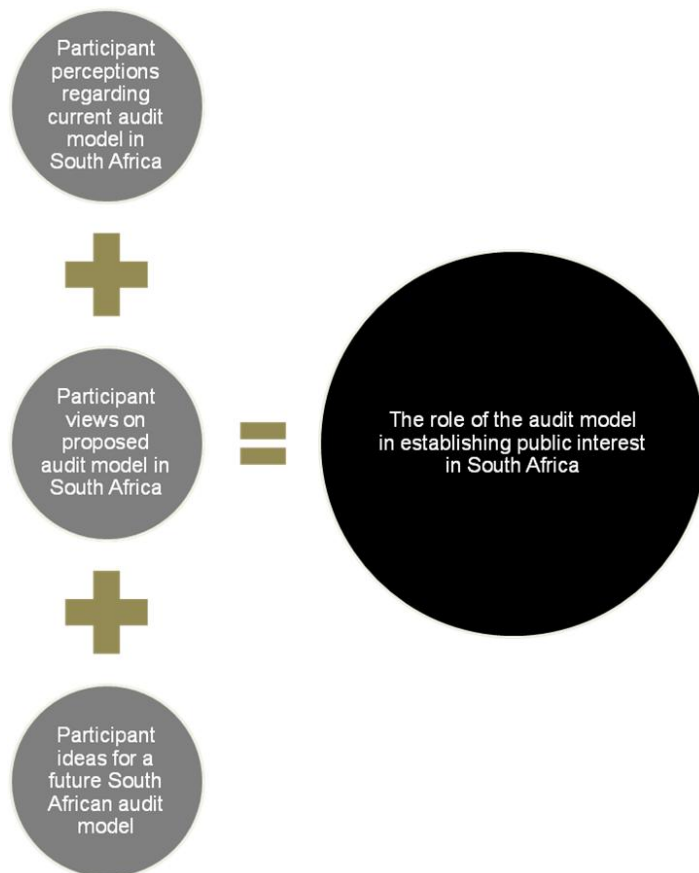 Participant
perceptions
regarding
current audit
model in
South Africa
Participant
views on
proposed
audit model in
South Africa
The role of the audit model
in establishing public interest
in South Africa
Participant
ideas for a
future South
African audit
model